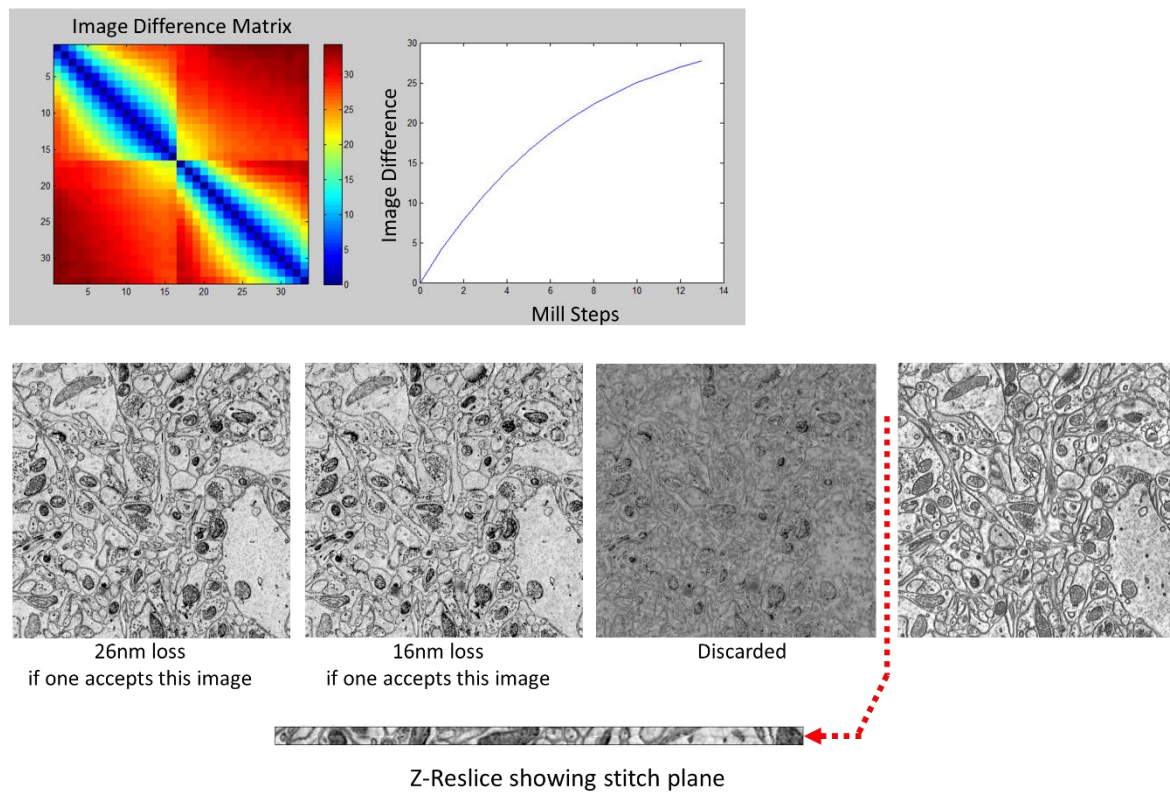 Image Difference Matrix
5
10
15
20
25
30
5 10 15 20 25 30
30
25
20
15
10
5
0
Image Difference
30
25
20
15
10
5
0
0 2 4 6 8 10 12 14
Mill Steps
26nm loss
if one accepts this image
16nm loss
if one accepts this image
Discarded
Z-Reslice showing stitch plane